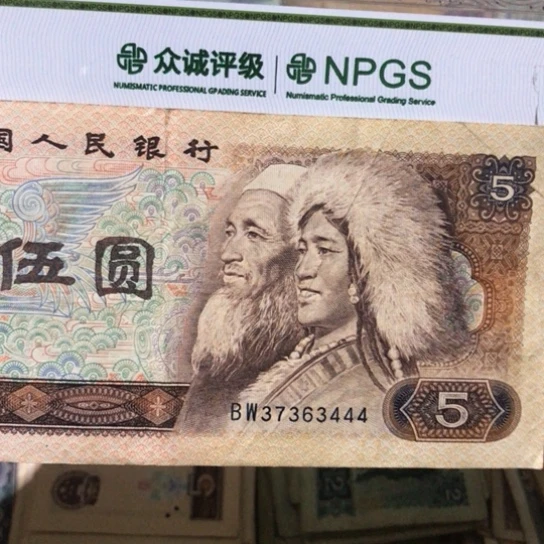 众诚评级 NPGS
NUMISMATIC PROFESSIONAL GRADING SERVICE Numismatic Professional Grading Service
国人民银行
5
伍圆
BW37363444
5